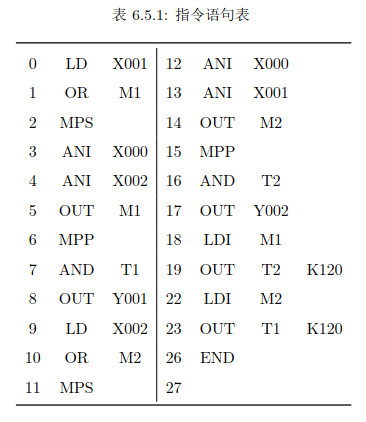 表 6.5.1: 指令语句表
0 LD X001 12 ANI X000
1 OR M1 13 ANI X001
2 MPS 14 OUT M2
3 ANI X000 15 MPP
4 ANI X002 16 AND T2
5 OUT M1 17 OUT Y002
6 MPP 18 LDI M1
7 AND T1 19 OUT T2 K120
8 OUT Y001 22 LDI M2
9 LD X002 23 OUT T1 K120
10 OR M2 26 END
11 MPS 27